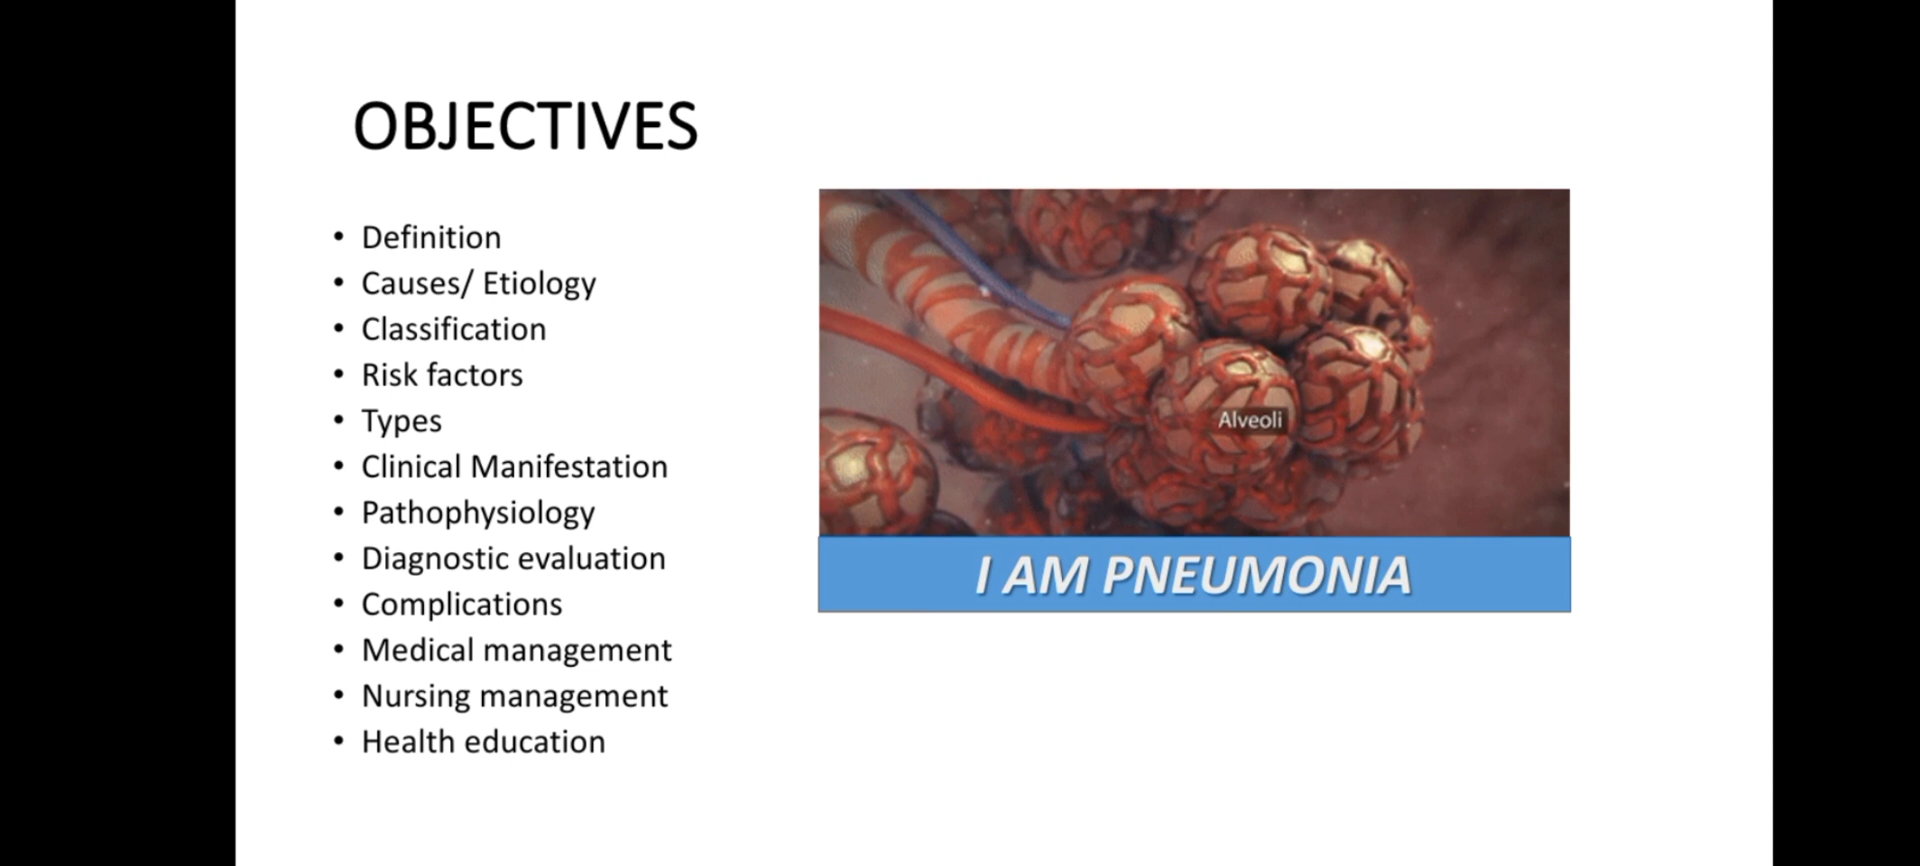 OBJECTIVES
• Definition
• Causes/ Etiology
• Classification
• Risk factors
• Types
• Clinical Manifestation
• Pathophysiology
• Diagnostic evaluation
• Complications
• Medical management
• Nursing management
• Health education
Alveoli
I AM PNEUMONIA